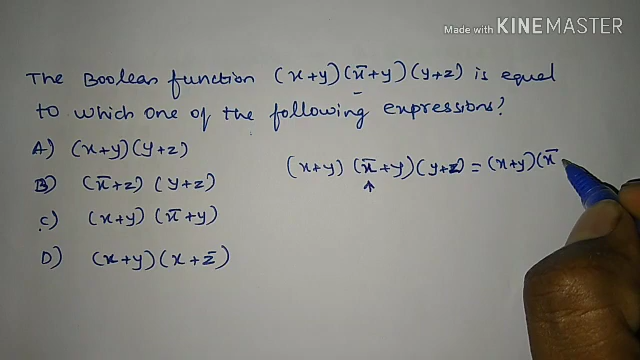 Made with KINEMASTER
The Boolean function (x+y)(x̄+y)(y+z) is equal
to which one of the following expressions?
A) (x+y)(y+z)
B) (x̄+z) (y+z)
C) (x+y) (x̄+y)
D) (x+y)(x+z̄)
(x+y) (x̄+y)(y+z) = (x+y)(x̄